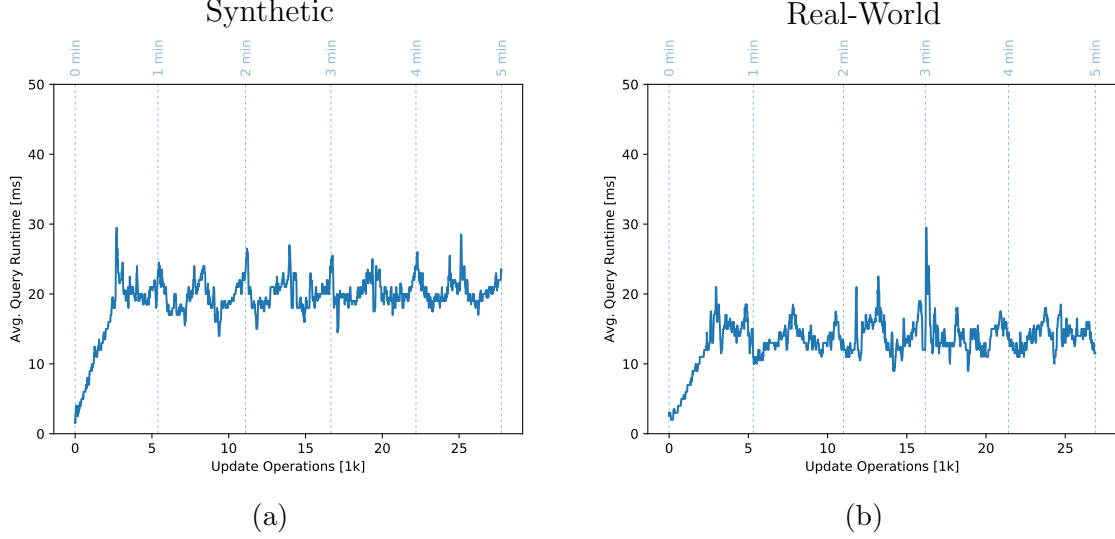 Synthetic
0 min 1 min 2 min 3 min 4 min 5 min
50
40
30
20
10
0
Avg. Query Runtime [ms]
0 5 10 15 20 25
Update Operations [1k]
(a)
Real-World
0 min 1 min 2 min 3 min 4 min 5 min
50
40
30
20
10
0
Avg. Query Runtime [ms]
0 5 10 15 20 25
Update Operations [1k]
(b)